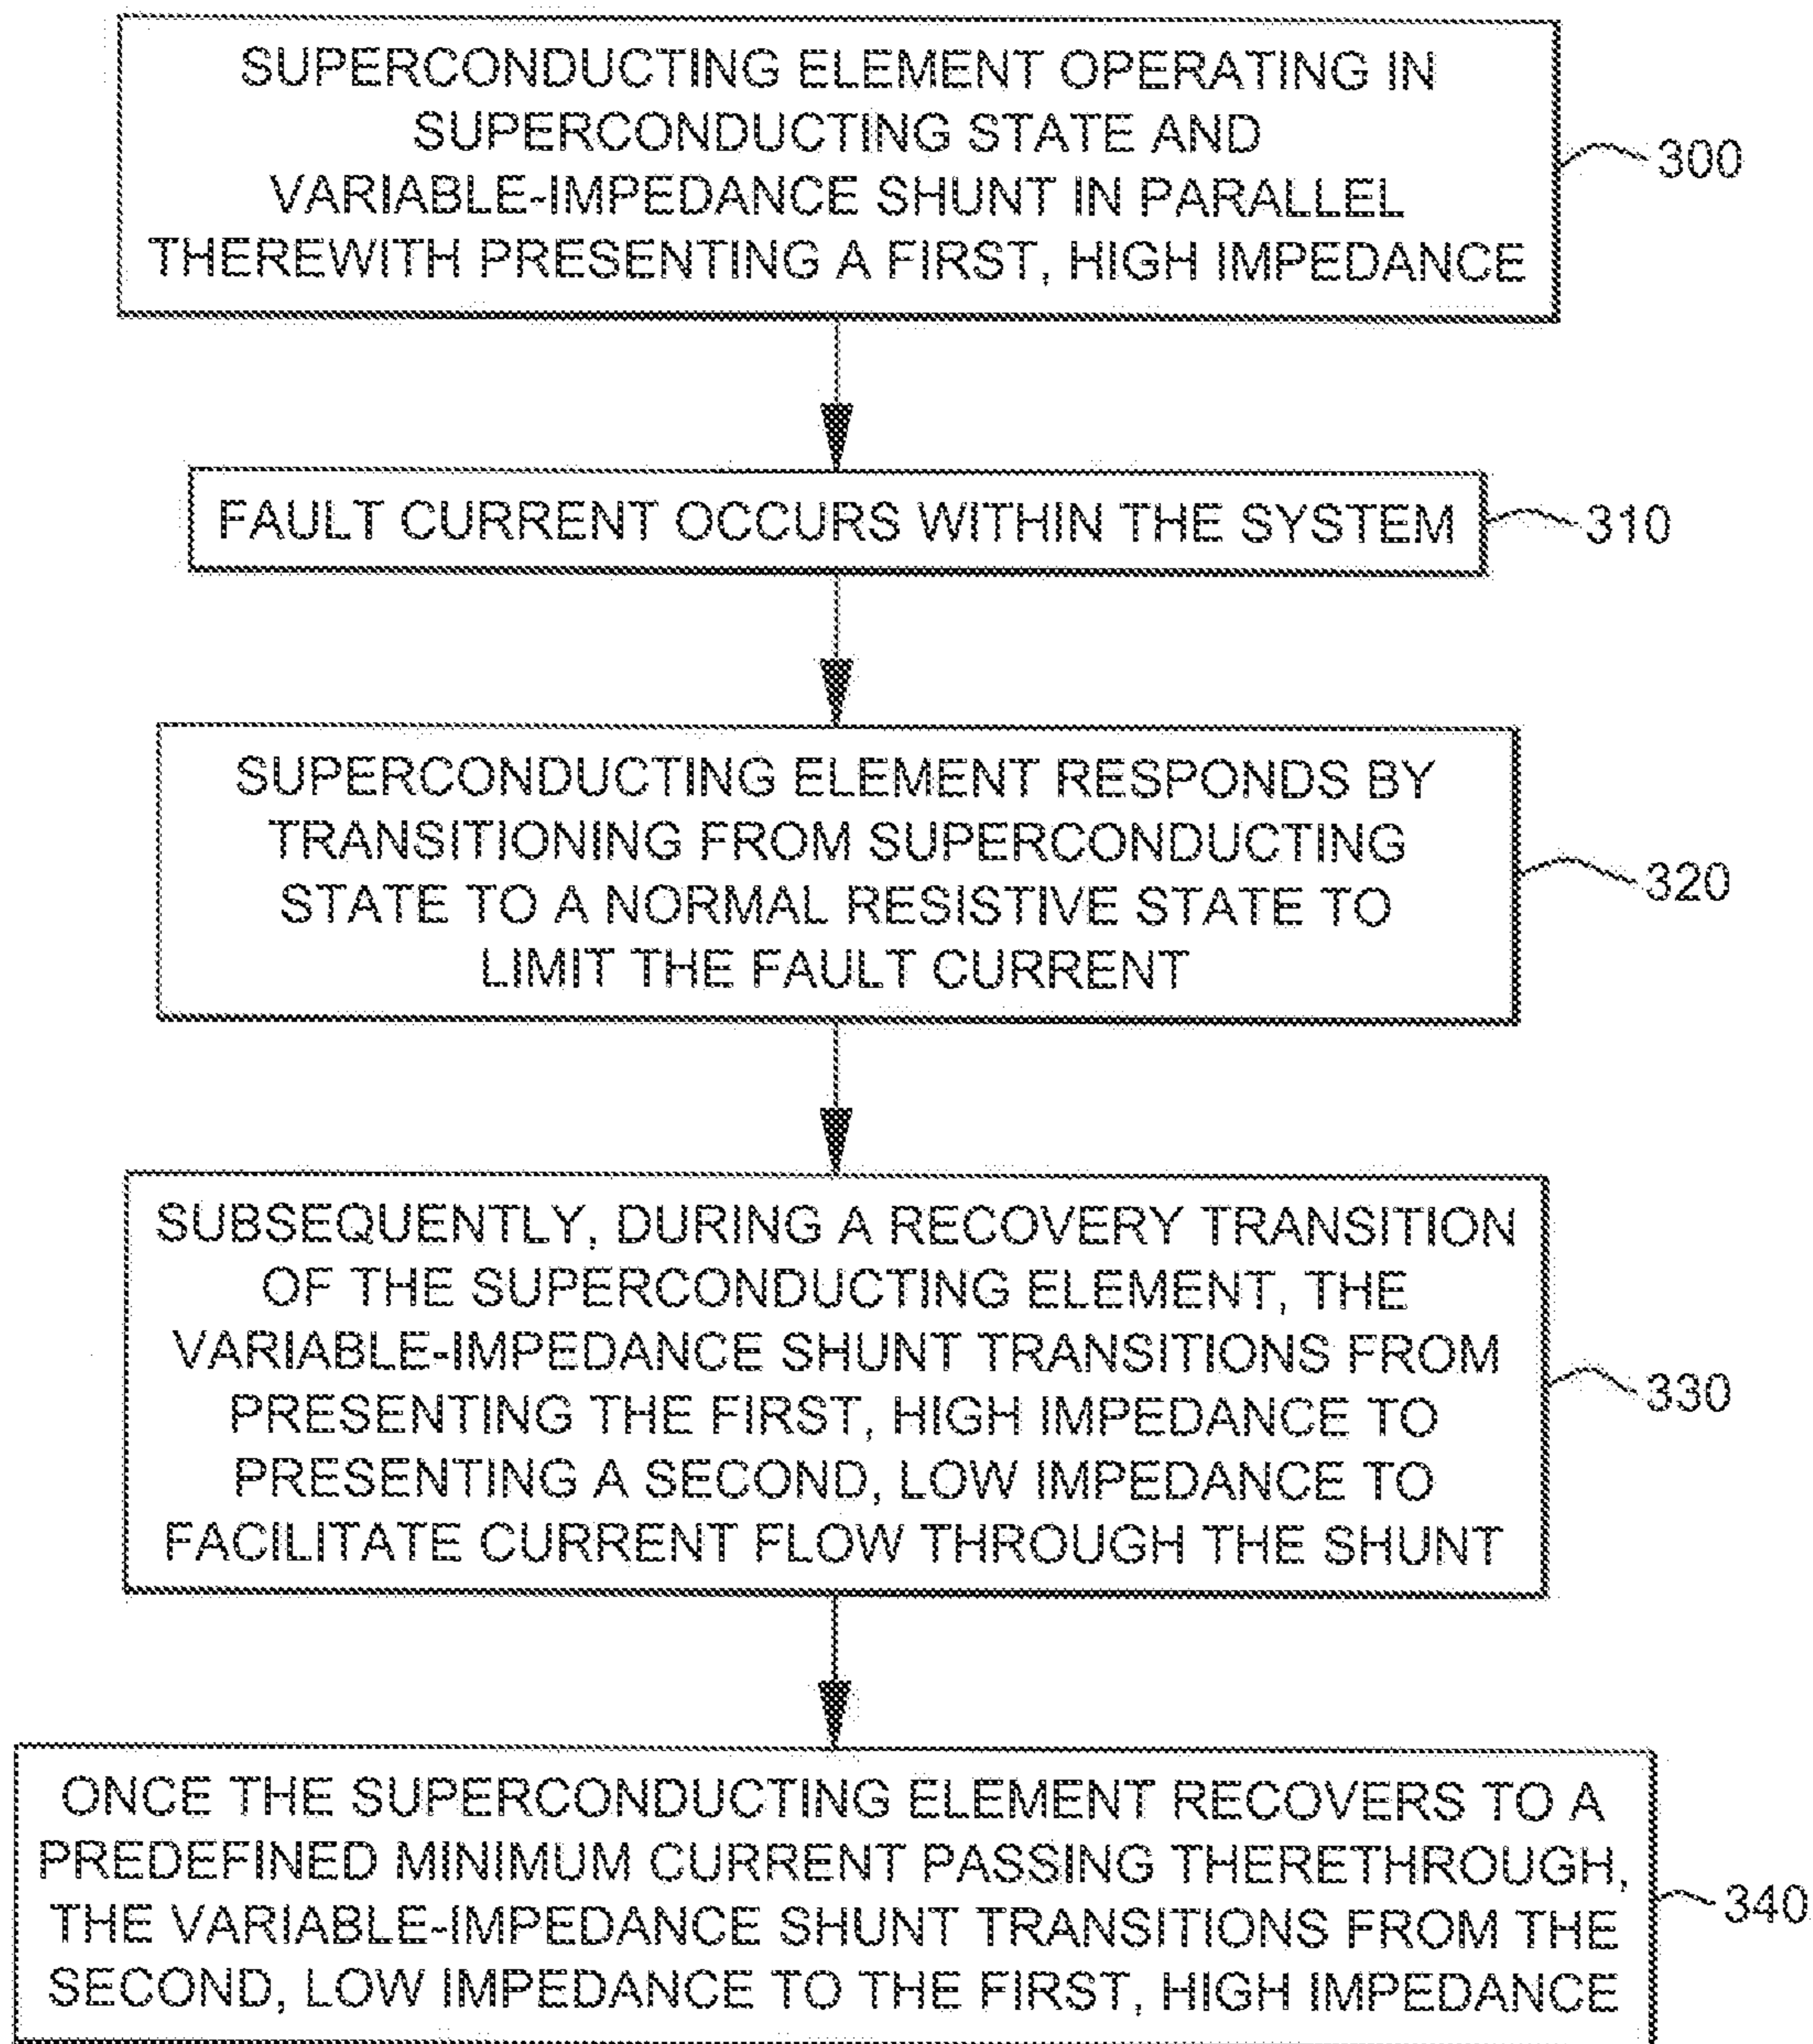 SUPERCONDUCTING ELEMENT OPERATING IN
SUPERCONDUCTING STATE AND
VARIABLE-IMPEDANCE SHUNT IN PARALLEL
THEREWITH PRESENTING A FIRST, HIGH IMPEDANCE
300
FAULT CURRENT OCCURS WITHIN THE SYSTEM
310
SUPERCONDUCTING ELEMENT RESPONDS BY
TRANSITIONING FROM SUPERCONDUCTING
STATE TO A NORMAL RESISTIVE STATE TO
LIMIT THE FAULT CURRENT
320
SUBSEQUENTLY, DURING A RECOVERY TRANSITION
OF THE SUPERCONDUCTING ELEMENT, THE
VARIABLE-IMPEDANCE SHUNT TRANSITIONS FROM
PRESENTING THE FIRST, HIGH IMPEDANCE TO
PRESENTING A SECOND, LOW IMPEDANCE TO
FACILITATE CURRENT FLOW THROUGH THE SHUNT
330
ONCE THE SUPERCONDUCTING ELEMENT RECOVERS TO A
PREDEFINED MINIMUM CURRENT PASSING THERETHROUGH,
THE VARIABLE-IMPEDANCE SHUNT TRANSITIONS FROM THE
SECOND, LOW IMPEDANCE TO THE FIRST, HIGH IMPEDANCE
340